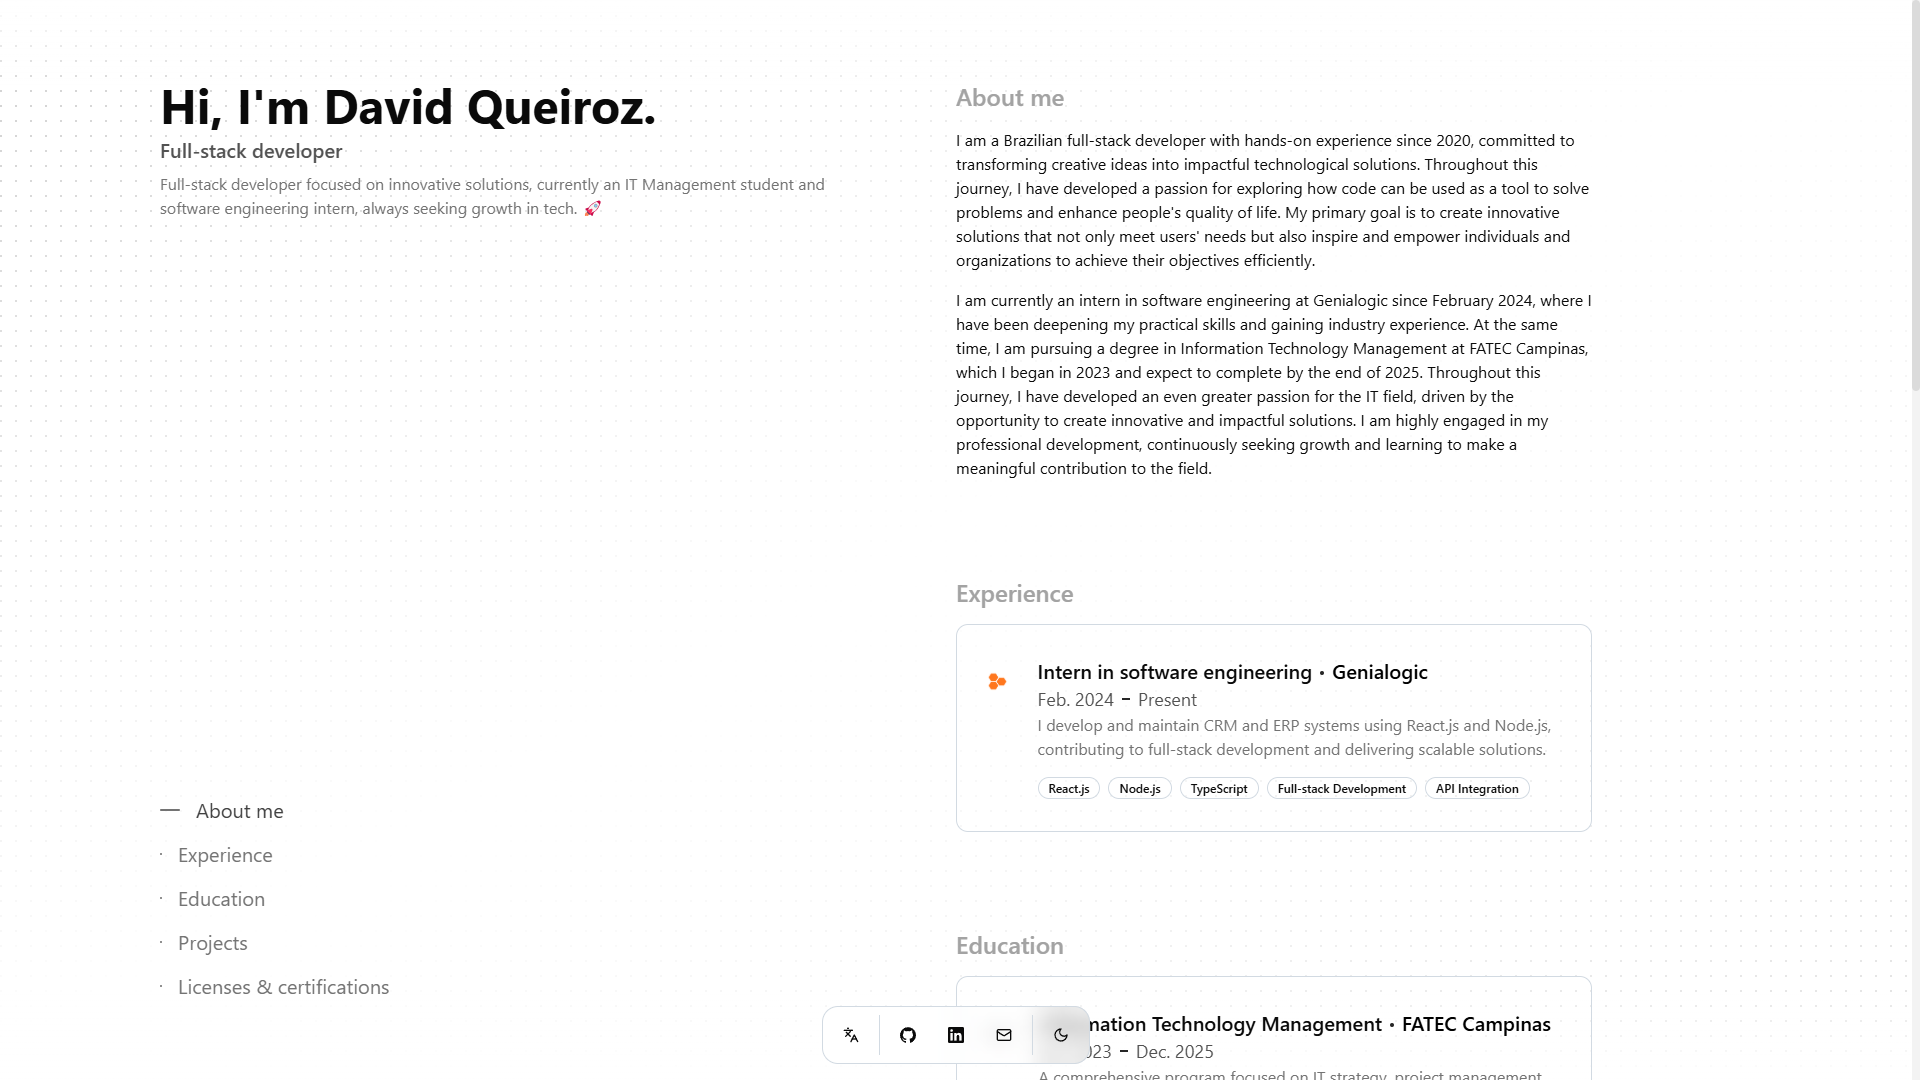 Hi, I'm David Queiroz.
Full-stack developer
Full-stack developer focused on innovative solutions, currently an IT Management student and
software engineering intern, always seeking growth in tech. 🚀
About me
Experience
Education
Projects
Licenses & certifications
About me
I am a Brazilian full-stack developer with hands-on experience since 2020, committed to
transforming creative ideas into impactful technological solutions. Throughout this
journey, I have developed a passion for exploring how code can be used as a tool to solve
problems and enhance people's quality of life. My primary goal is to create innovative
solutions that not only meet users' needs but also inspire and empower individuals and
organizations to achieve their objectives efficiently.
I am currently an intern in software engineering at Genialogic since February 2024, where I
have been deepening my practical skills and gaining industry experience. At the same
time, I am pursuing a degree in Information Technology Management at FATEC Campinas,
which I began in 2023 and expect to complete by the end of 2025. Throughout this
journey, I have developed an even greater passion for the IT field, driven by the
opportunity to create innovative and impactful solutions. I am highly engaged in my
professional development, continuously seeking growth and learning to make a
meaningful contribution to the field.
Experience
Intern in software engineering • Genialogic
Feb. 2024 – Present
I develop and maintain CRM and ERP systems using React.js and Node.js,
contributing to full-stack development and delivering scalable solutions.
React.js Node.js TypeScript Full-stack Development API Integration
Education
mation Technology Management • FATEC Campinas
023 – Dec. 2025
A comprehensive program focused on IT strategy, project management,